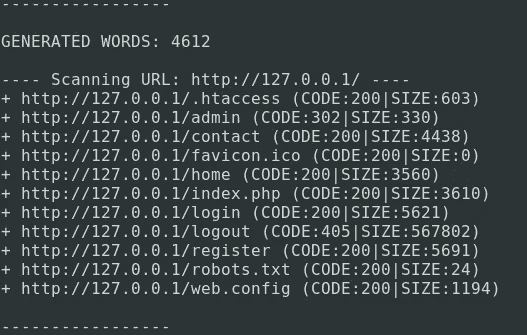 -----------------
GENERATED WORDS: 4612
---- Scanning URL: http://127.0.0.1/ ----
+ http://127.0.0.1/.htaccess (CODE:200|SIZE:603)
+ http://127.0.0.1/admin (CODE:302|SIZE:330)
+ http://127.0.0.1/contact (CODE:200|SIZE:4438)
+ http://127.0.0.1/favicon.ico (CODE:200|SIZE:0)
+ http://127.0.0.1/home (CODE:200|SIZE:3560)
+ http://127.0.0.1/index.php (CODE:200|SIZE:3610)
+ http://127.0.0.1/login (CODE:200|SIZE:5621)
+ http://127.0.0.1/logout (CODE:405|SIZE:567802)
+ http://127.0.0.1/register (CODE:200|SIZE:5691)
+ http://127.0.0.1/robots.txt (CODE:200|SIZE:24)
+ http://127.0.0.1/web.config (CODE:200|SIZE:1194)
-----------------